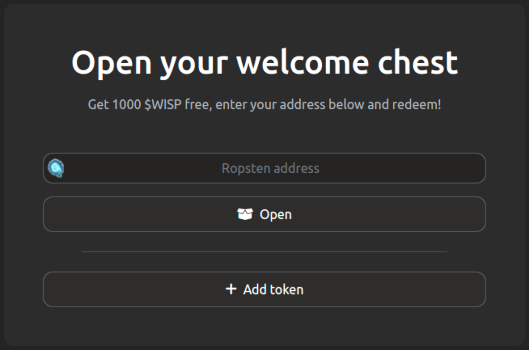 Open your welcome chest
Get 1000 $WISP free, enter your address below and redeem!
Ropsten address
Open
Add token